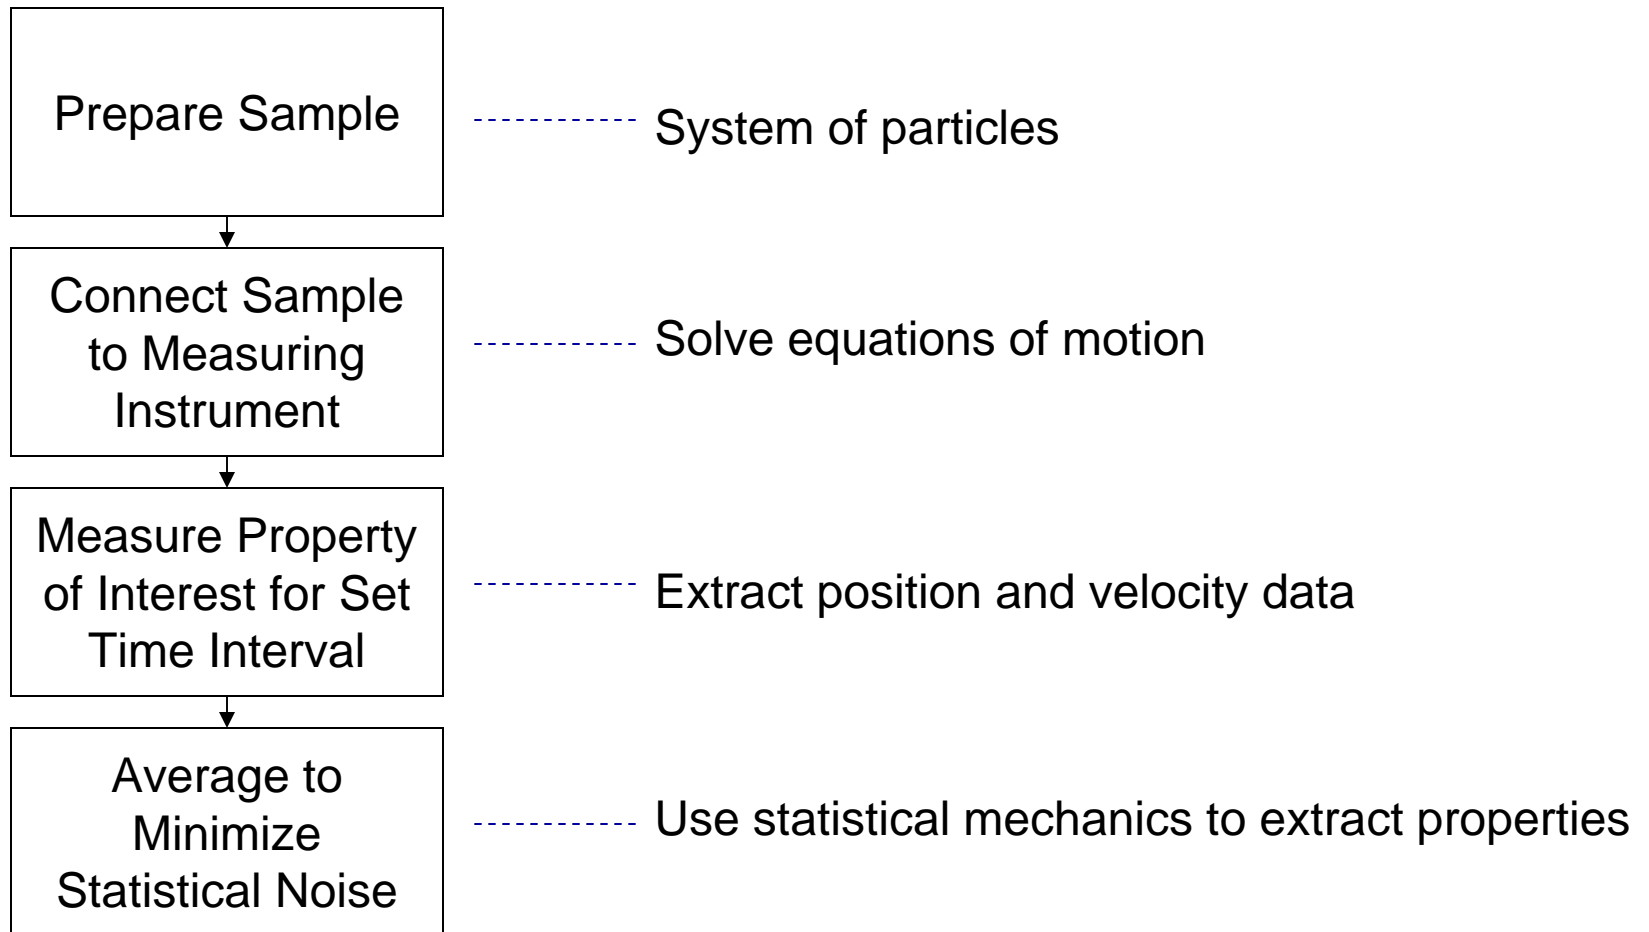 Prepare Sample
System of particles
Connect Sample
to Measuring
Instrument
Solve equations of motion
Measure Property
of Interest for Set
Time Interval
Extract position and velocity data
Average to
Minimize
Statistical Noise
Use statistical mechanics to extract properties